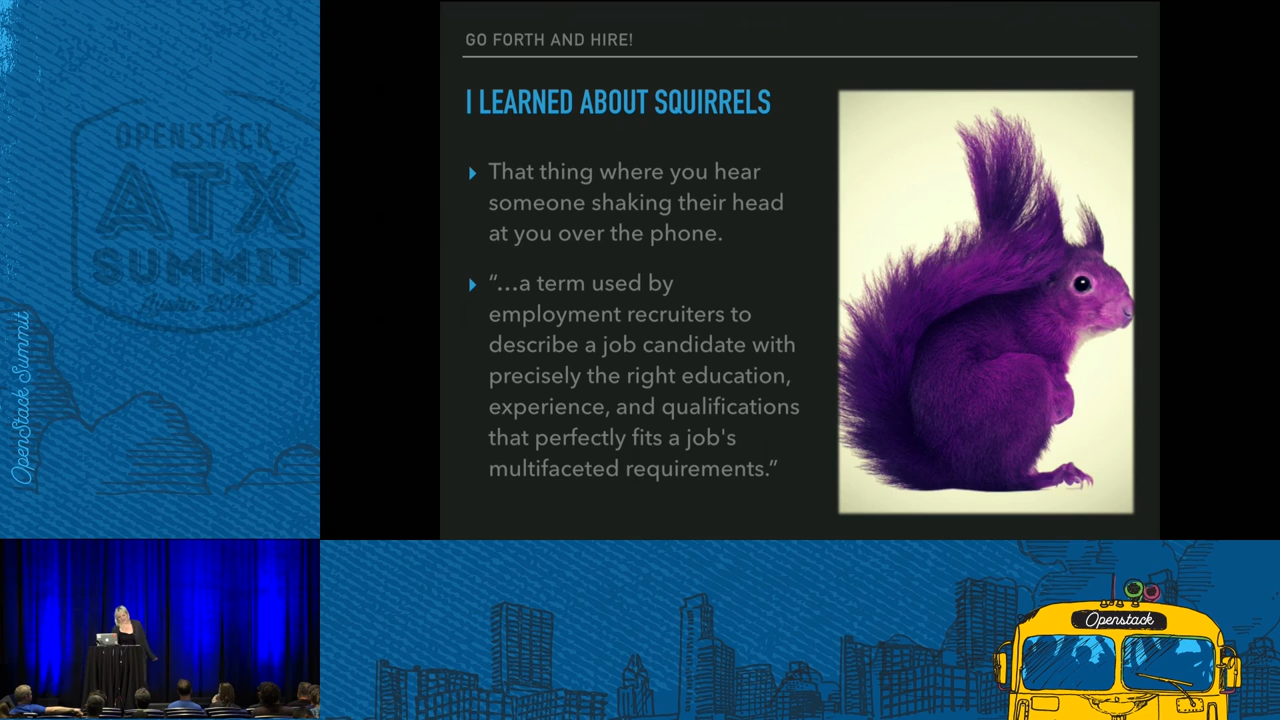 GO FORTH AND HIRE!
I LEARNED ABOUT SQUIRRELS
That thing where you hear
someone shaking their head
at you over the phone.
“…a term used by
employment recruiters to
describe a job candidate with
precisely the right education,
experience, and qualifications
that perfectly fits a job's
multifaceted requirements.”
OPENSTACK
ATX
SUMMIT
Austin 2016
OpenStack Summit
Openstack